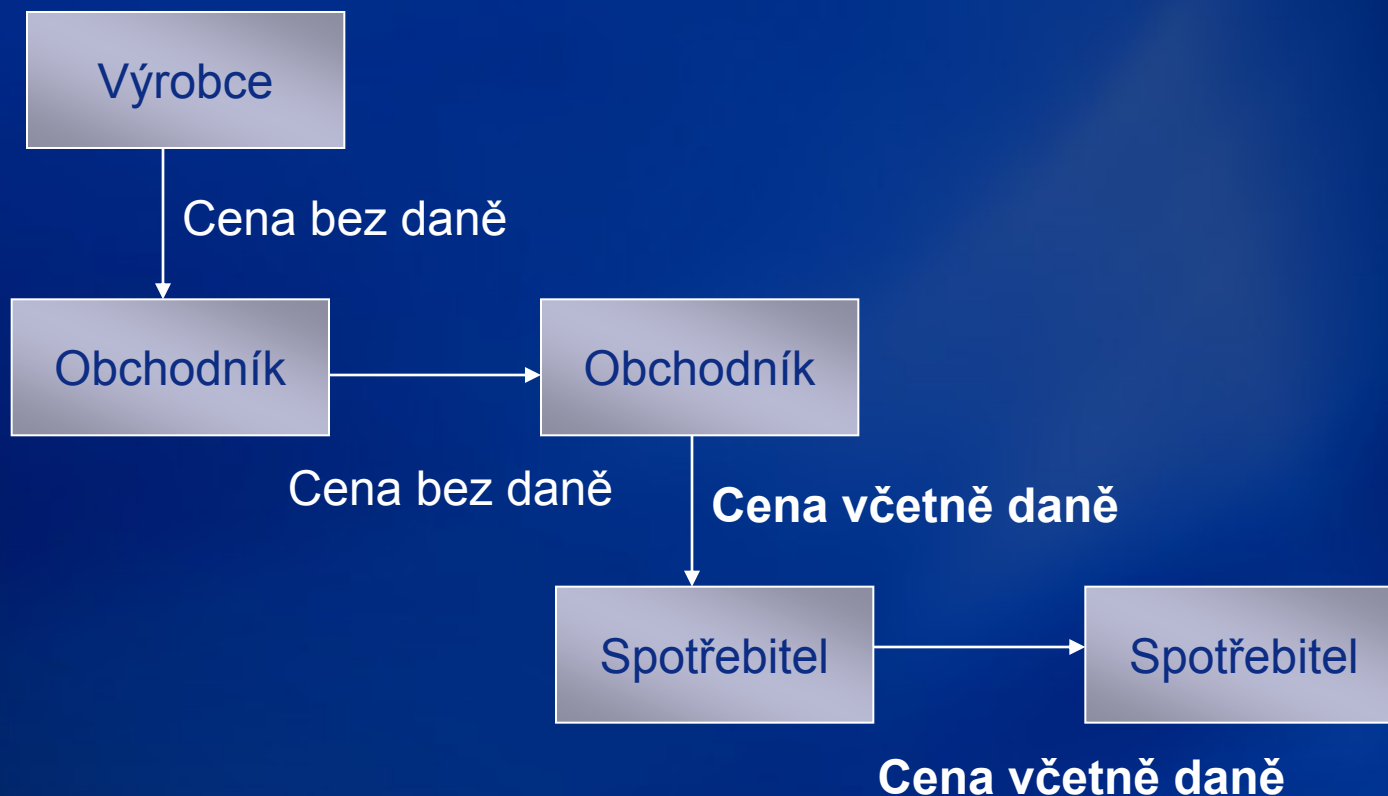 Výrobce
Cena bez daně
Obchodník
Obchodník
Cena bez daně
Cena včetně daně
Spotřebitel
Spotřebitel
Cena včetně daně